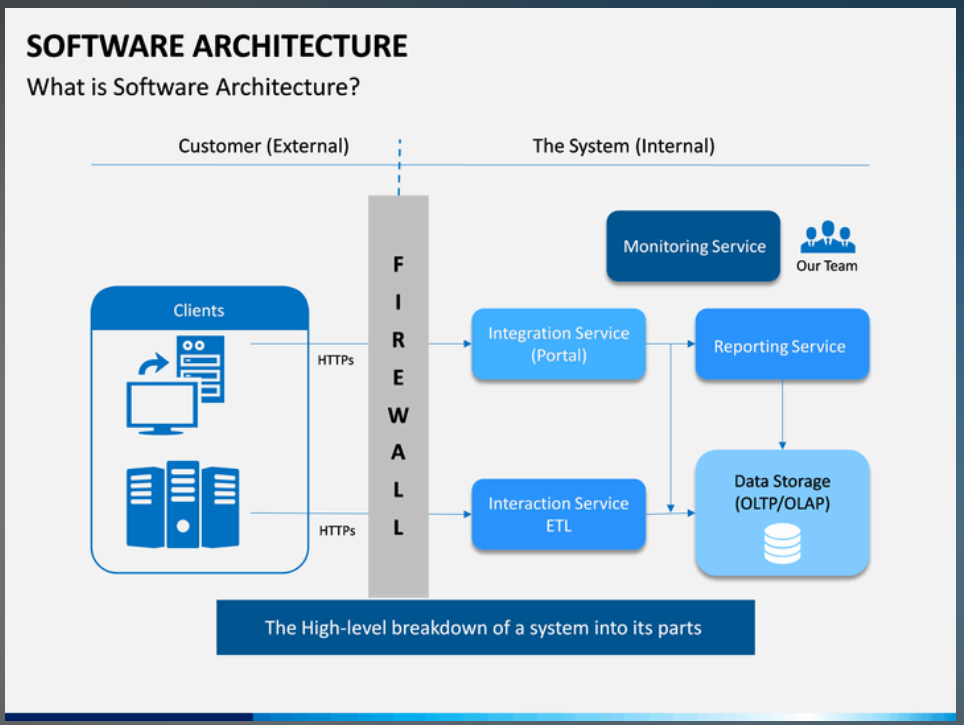 SOFTWARE ARCHITECTURE
What is Software Architecture?
Customer (External)
The System (Internal)
Monitoring Service
Our Team
Clients
HTTPs
HTTPs
F
I
R
E
W
A
L
L
Integration Service
(Portal)
Reporting Service
Interaction Service
ETL
Data Storage
(OLTP/OLAP)
The High-level breakdown of a system into its parts